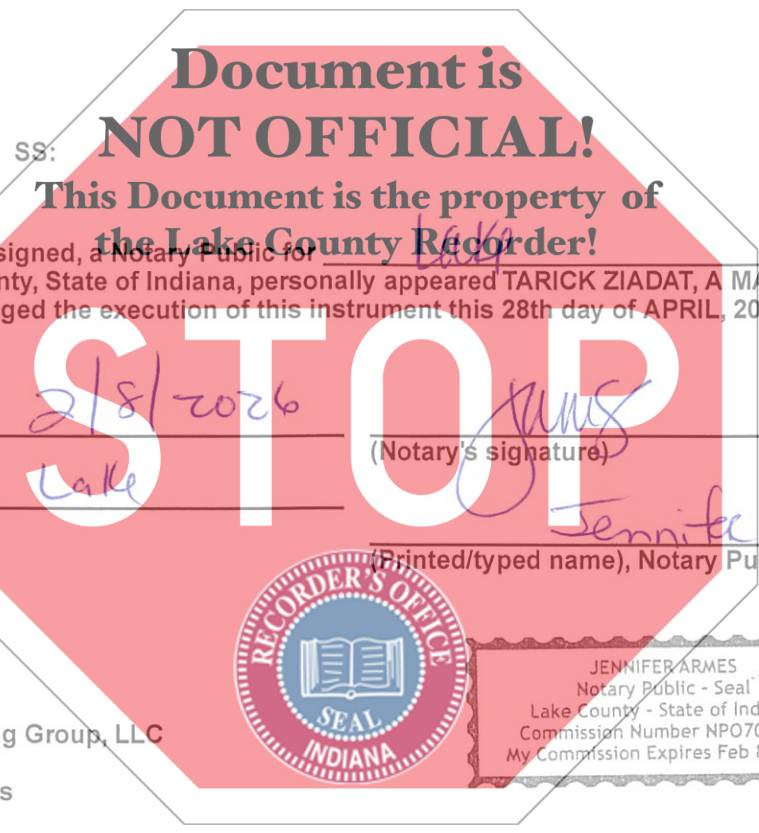 Document is
NOT OFFICIAL!
SS:
This Document is the property of
the Lake County Recorder!
signed, a Notary Public for Lake
nty, State of Indiana, personally appeared TARICK ZIADAT, A MA
ged the execution of this instrument this 28th day of APRIL, 20
STOP
2/8/2026
(Notary's signature)
Lake
Jennife
(Printed/typed name), Notary Pu
RECORDER'S OFFICE
SEAL
INDIANA
JENNIFER ARMES
Notary Public - Seal
Lake County - State of Ind
Commission Number NP070
My Commission Expires Feb 8
g Group, LLC
s